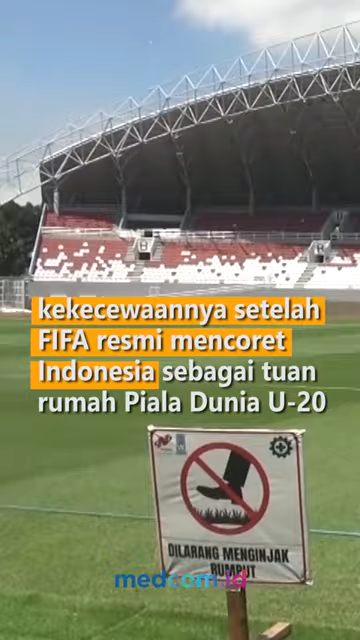 B
kekecewaannya setelah
FIFA resmi mencoret
Indonesia sebagai tuan
rumah Piala Dunia U-20
DILARANG MENGINJAK
RUMPUT
medcom.id